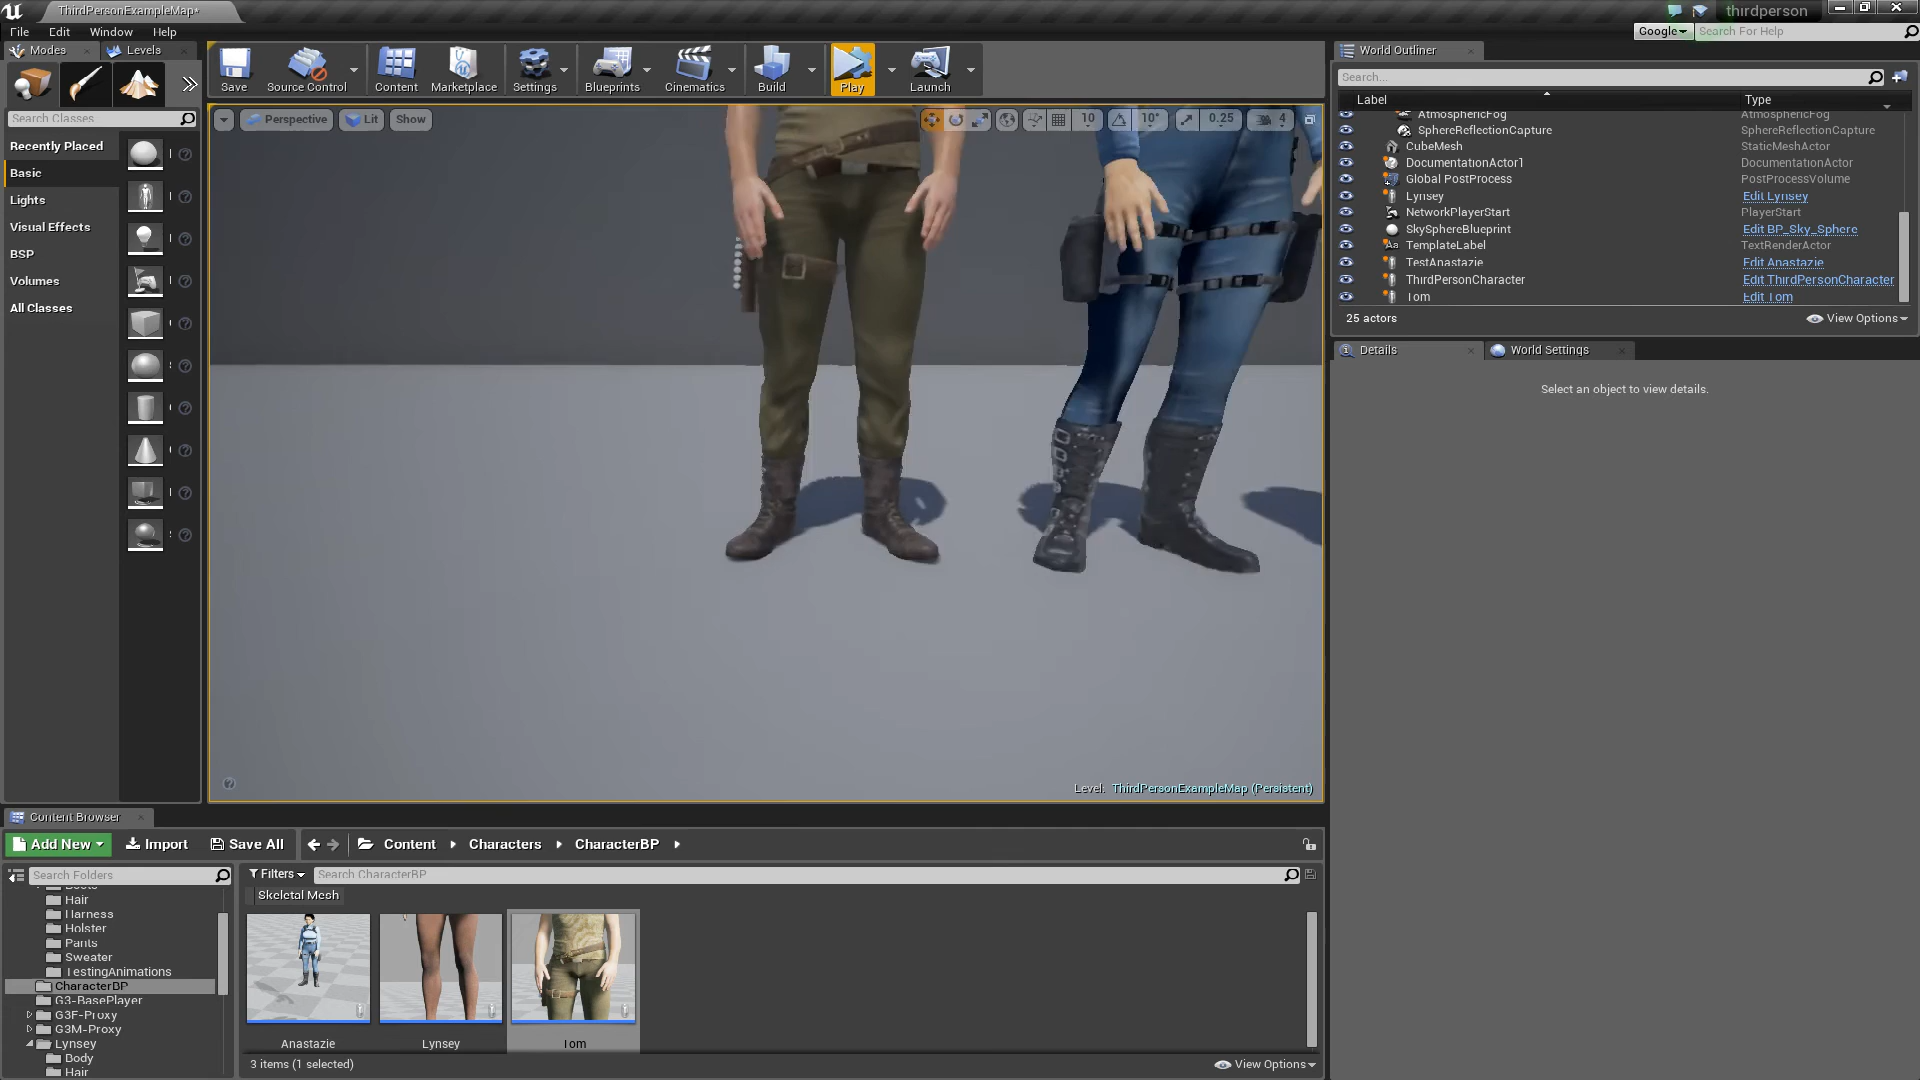 ThirdPersonExampleMap*
thirdperson
File Edit Window Help
Google
Search For Help
Modes
Levels
Save
Source Control
Content
Marketplace
Settings
Blueprints
Cinematics
Build
Play
Launch
World Outliner
Search...
Label
Type
AtmosphericFog AtmosphericFog
SphereReflectionCapture SphereReflectionCapture
CubeMesh StaticMeshActor
DocumentationActor1 DocumentationActor
Global PostProcess PostProcessVolume
Lynsey Edit Lynsey
NetworkPlayerStart PlayerStart
SkySphereBlueprint Edit BP_Sky_Sphere
TemplateLabel TextRenderActor
TestAnastazie Edit Anastazie
ThirdPersonCharacter Edit ThirdPersonCharacter
Tom Edit Tom
25 actors
View Options
Details
World Settings
Select an object to view details.
Search Classes
Recently Placed
Basic
Lights
Visual Effects
BSP
Volumes
All Classes
Perspective
Lit
Show
10
10°
0.25
4
Level: ThirdPersonExampleMap (Persistent)
Content Browser
Add New
Import
Save All
Content
Characters
CharacterBP
Search Folders
Filters
Search CharacterBP
Skeletal Mesh
Boots
Hair
Harness
Holster
Pants
Sweater
TestingAnimations
CharacterBP
G3-BasePlayer
G3F-Proxy
G3M-Proxy
Lynsey
Body
Hair
Anastazie
Lynsey
Tom
3 items (1 selected)
View Options